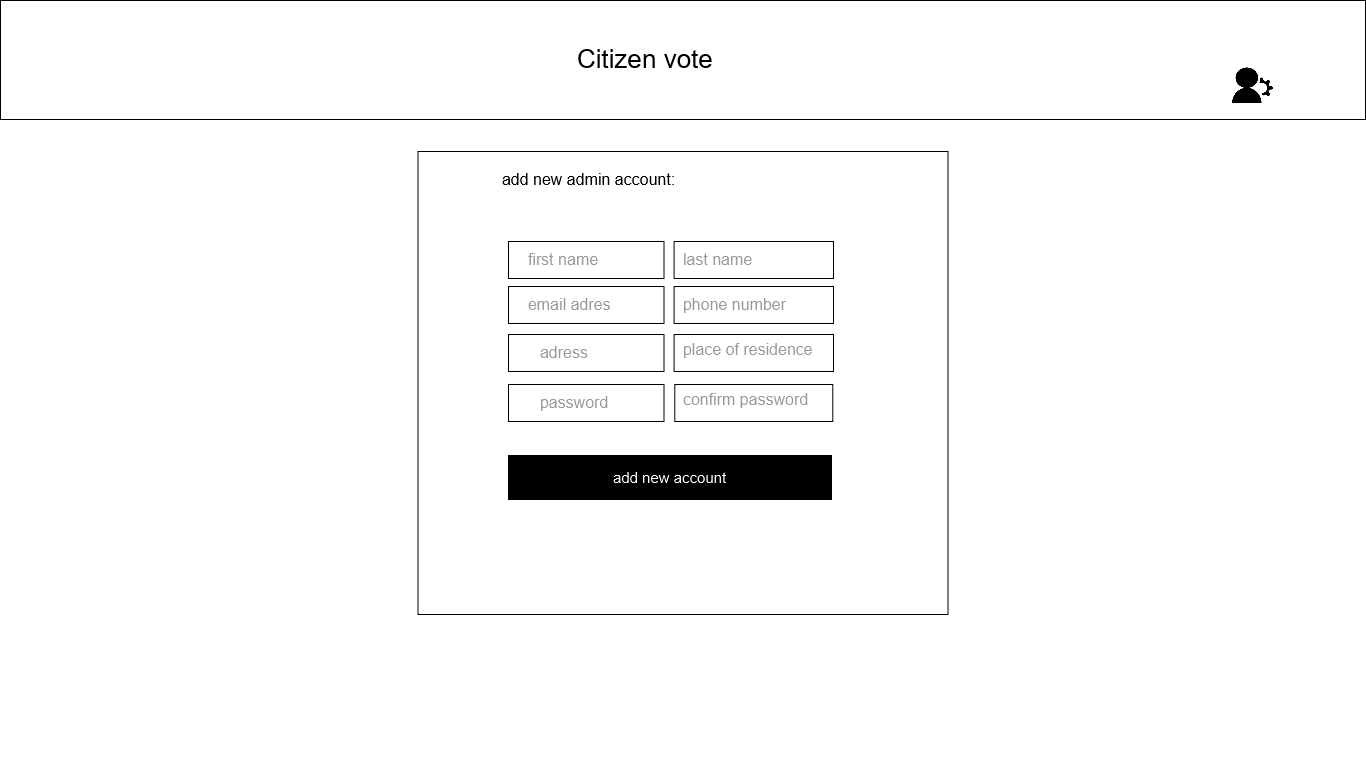 Citizen vote
add new admin account:
first name
last name
email adres
phone number
adress
place of residence
password
confirm password
add new account